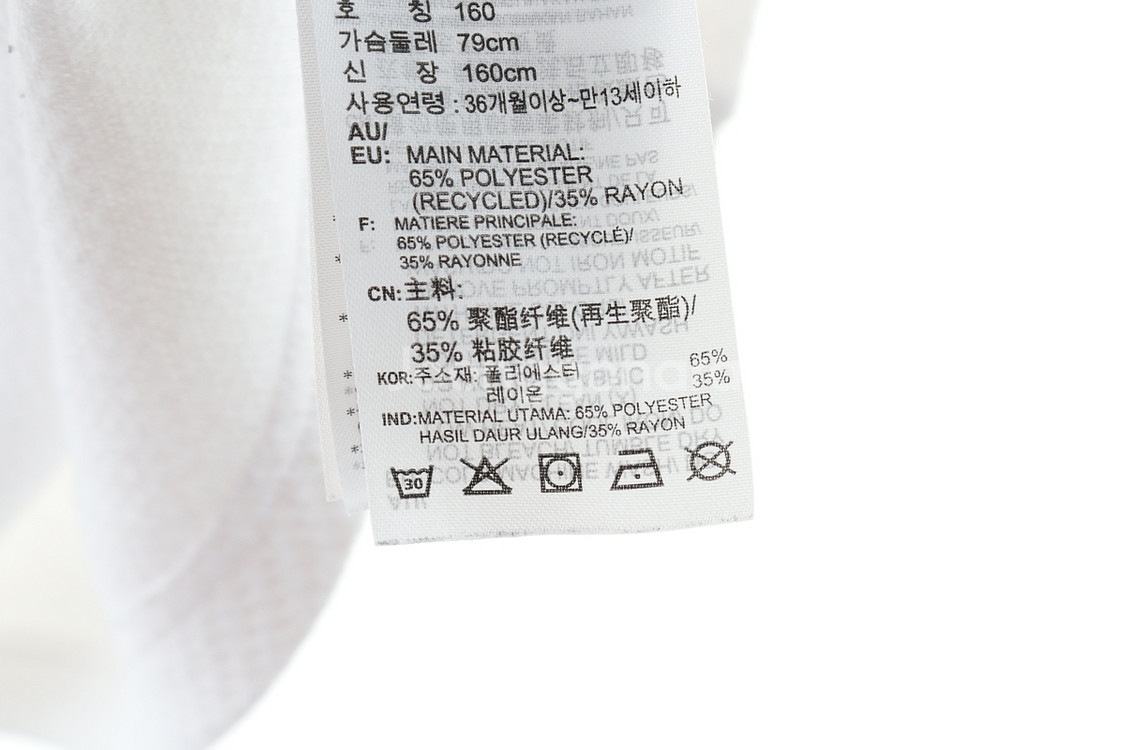 호 칭 160
가슴둘레 79cm
신 장 160cm
사용연령 : 36개월이상~만13세이하
AU/
EU: MAIN MATERIAL:
65% POLYESTER
(RECYCLED)/35% RAYON
F: MATIERE PRINCIPALE:
65% POLYESTER (RECYCLÉ)/
35% RAYONNE
CN: 主料:
65% 聚酯纤维(再生聚酯)/
35% 粘胶纤维
KOR:주소재: 폴리에스터 65%
레이온 35%
IND:MATERIAL UTAMA: 65% POLYESTER
HASIL DAUR ULANG/35% RAYON
30